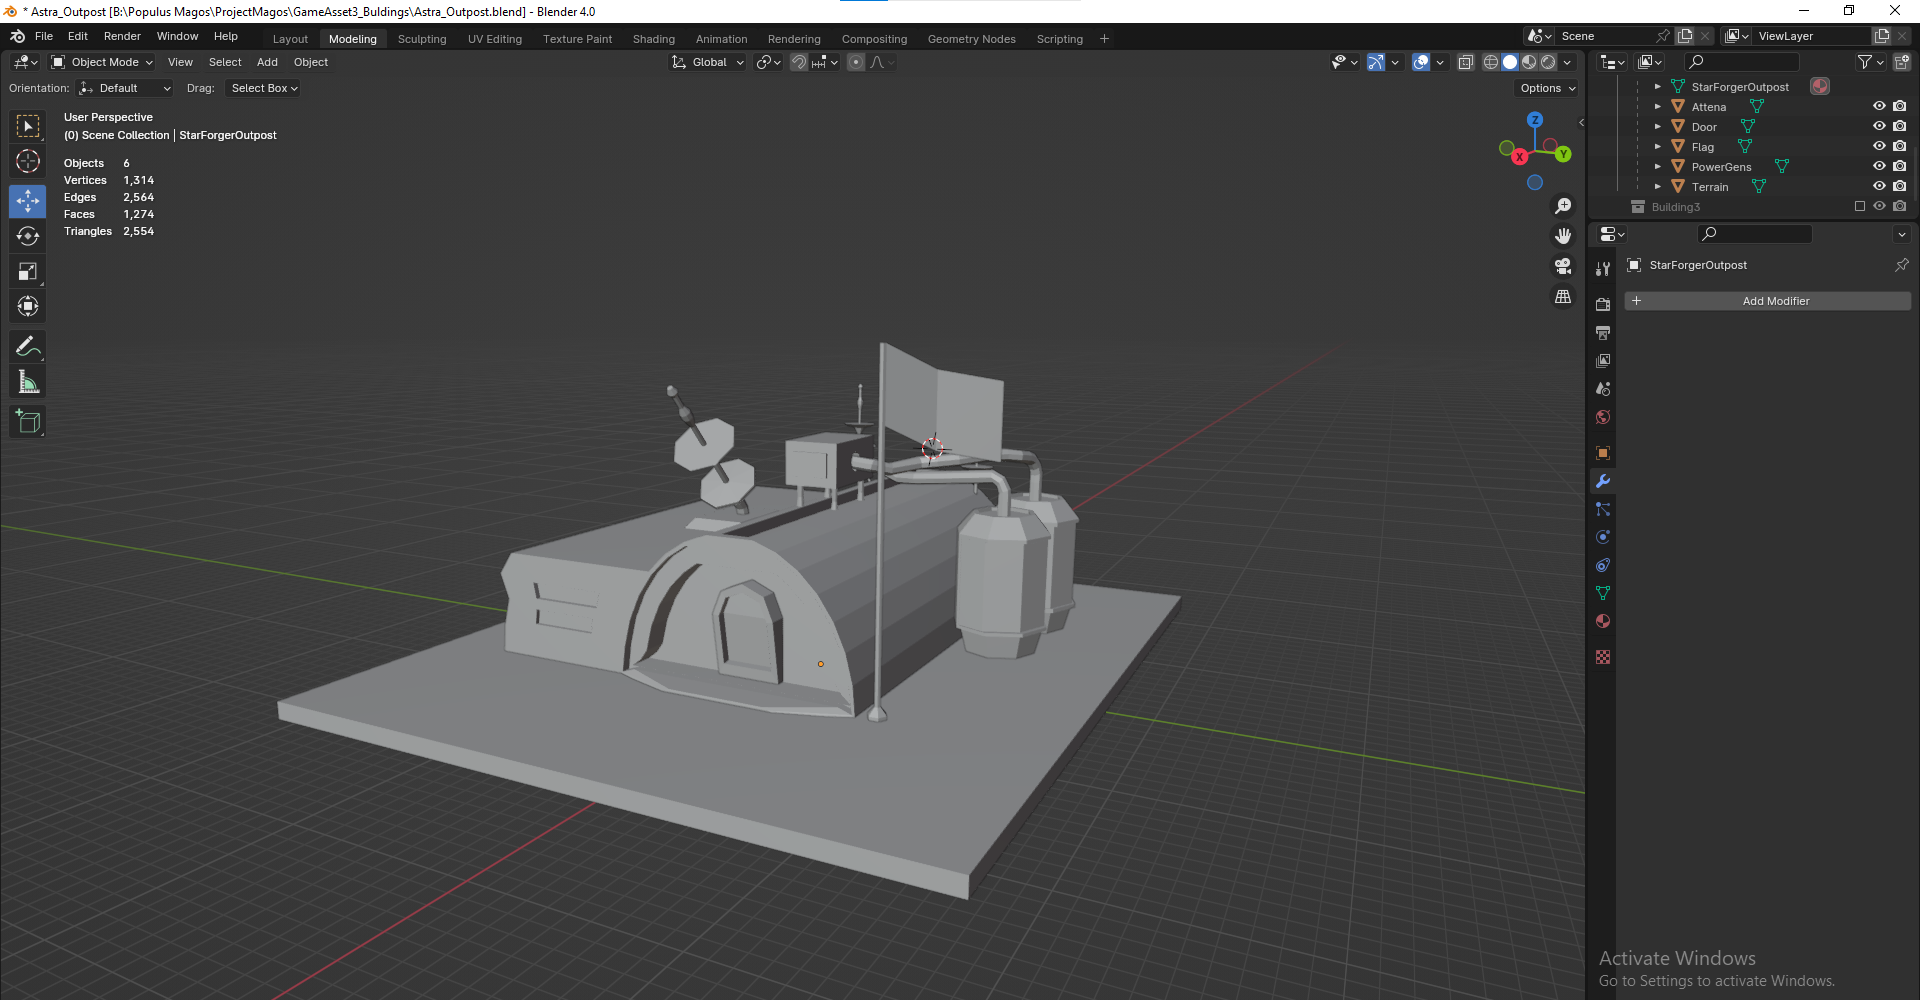 * Astra_Outpost [B:\Populus Magos\ProjectMagos\GameAsset3_Buldings\Astra_Outpost.blend] - Blender 4.0
File Edit Render Window Help Layout Modeling Sculpting UV Editing Texture Paint Shading Animation Rendering Compositing Geometry Nodes Scripting + Scene ViewLayer
Object Mode View Select Add Object Global
Orientation: Default Drag: Select Box Options
User Perspective
(0) Scene Collection | StarForgerOutpost
Objects 6
Vertices 1,314
Edges 2,564
Faces 1,274
Triangles 2,554
Z
X
Y
StarForgerOutpost
Attena
Door
Flag
PowerGens
Terrain
Building3
StarForgerOutpost
+ Add Modifier
Activate Windows
Go to Settings to activate Windows.